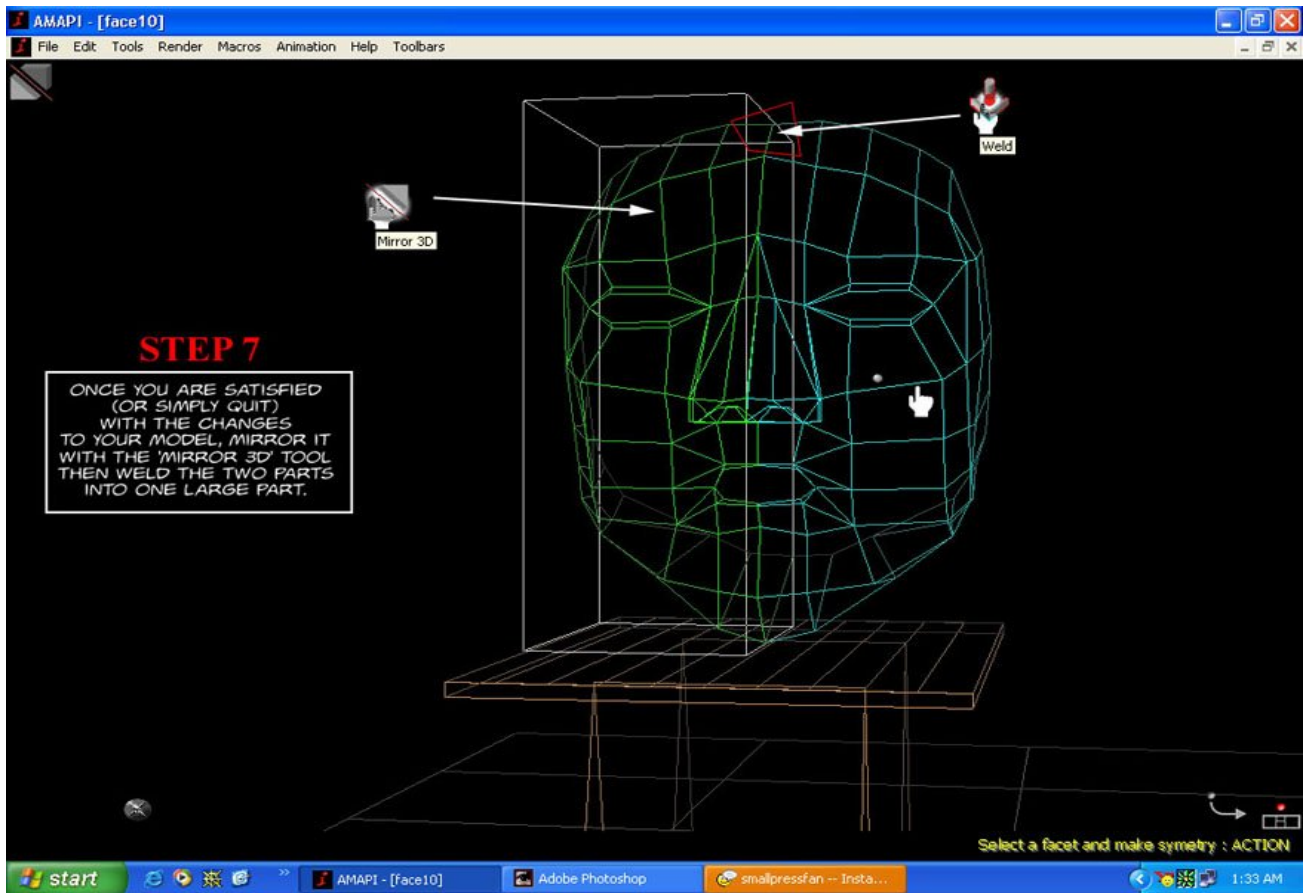 AMAPI - [face10]
File Edit Tools Render Macros Animation Help Toolbars
Weld
Mirror 3D
STEP 7
ONCE YOU ARE SATISFIED
(OR SIMPLY QUIT)
WITH THE CHANGES
TO YOUR MODEL, MIRROR IT
WITH THE 'MIRROR 3D' TOOL
THEN WELD THE TWO PARTS
INTO ONE LARGE PART.
Select a facet and make symetry : ACTION
start AMAPI - [face10] Adobe Photoshop smallpressfan -- Insta... 1:33 AM